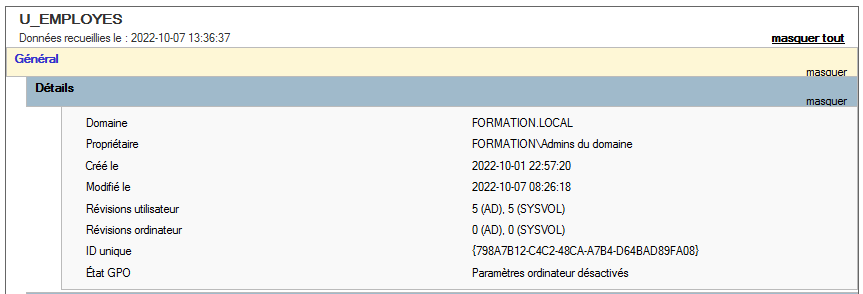 U_EMPLOYES
Données recueillies le : 2022-10-07 13:36:37 masquer tout
Général
masquer
Détails
masquer
Domaine FORMATION.LOCAL
Propriétaire FORMATION\Admins du domaine
Créé le 2022-10-01 22:57:20
Modifié le 2022-10-07 08:26:18
Révisions utilisateur 5 (AD), 5 (SYSVOL)
Révisions ordinateur 0 (AD), 0 (SYSVOL)
ID unique {798A7B12-C4C2-48CA-A7B4-D64BAD89FA08}
État GPO Paramètres ordinateur désactivés